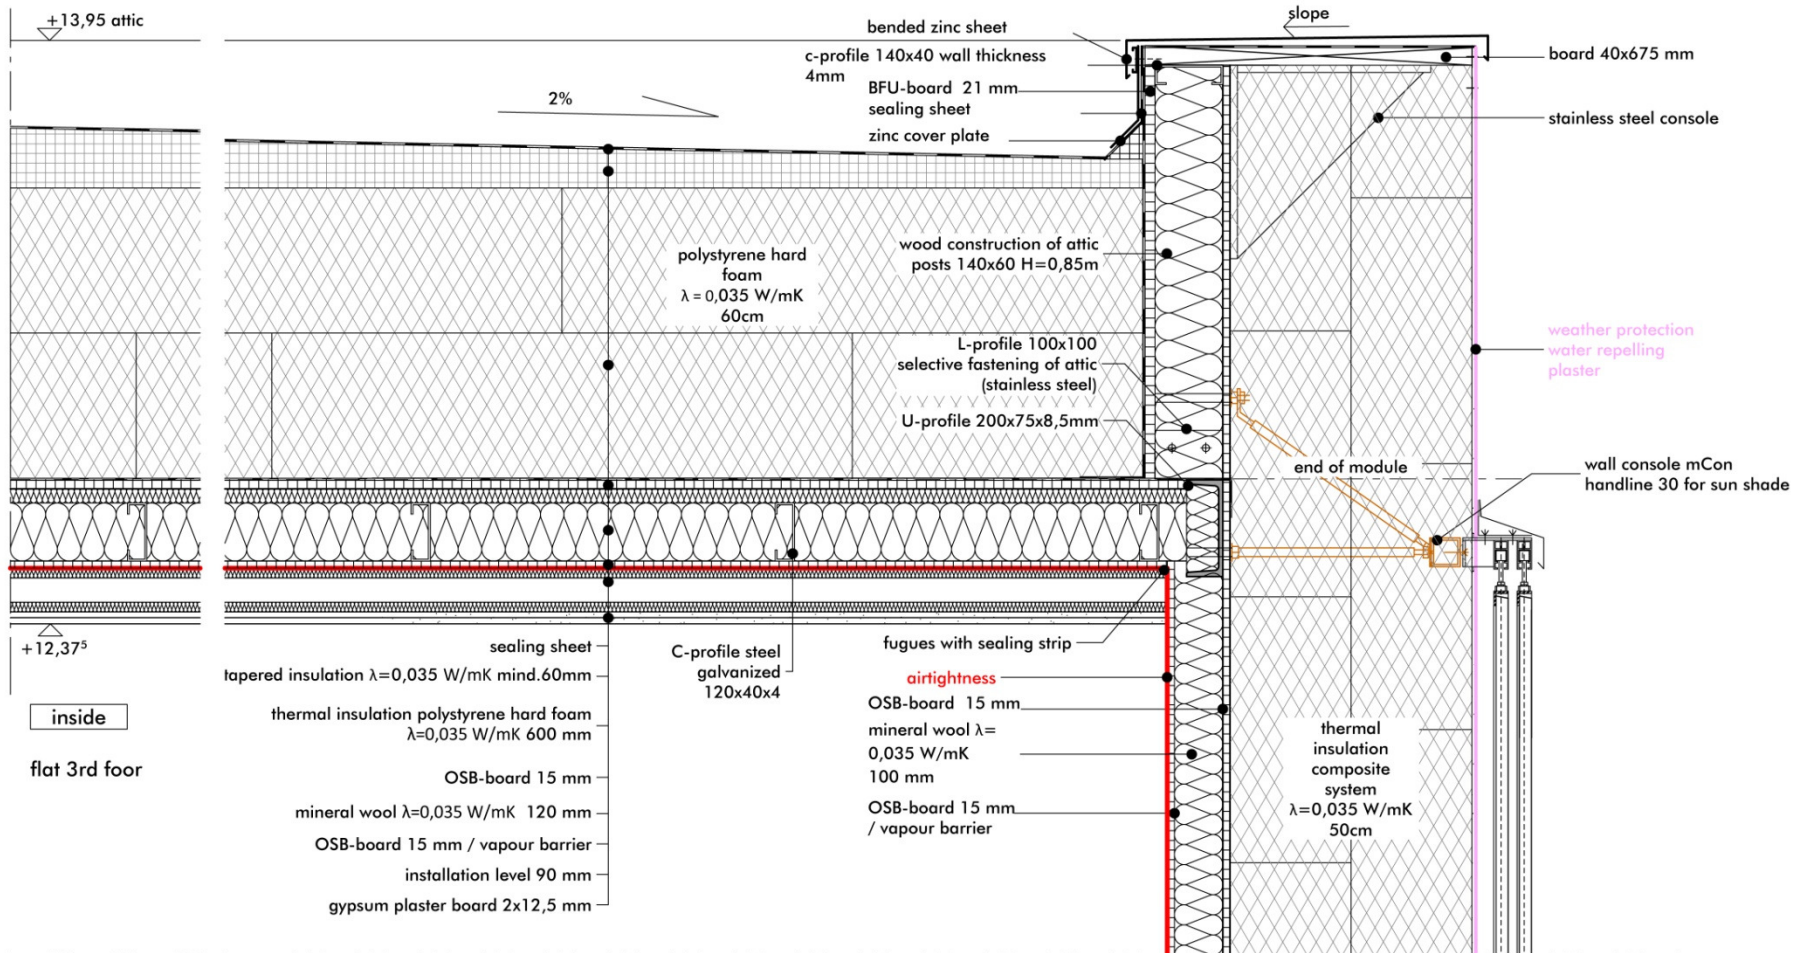 +13,95 attic
2%
bended zinc sheet
c-profile 140x40 wall thickness
4mm
BFU-board 21 mm
sealing sheet
zinc cover plate
slope
board 40x675 mm
stainless steel console
polystyrene hard
foam
λ = 0,035 W/mK
60cm
wood construction of attic
posts 140x60 H=0,85m
L-profile 100x100
selective fastening of attic
(stainless steel)
U-profile 200x75x8,5mm
weather protection
water repelling
plaster
end of module
wall console mCon
handline 30 for sun shade
+12,37⁵
inside
flat 3rd foor
sealing sheet
tapered insulation λ=0,035 W/mK mind.60mm
thermal insulation polystyrene hard foam
λ=0,035 W/mK 600 mm
OSB-board 15 mm
mineral wool λ=0,035 W/mK 120 mm
OSB-board 15 mm / vapour barrier
installation level 90 mm
gypsum plaster board 2x12,5 mm
C-profile steel
galvanized
120x40x4
fugues with sealing strip
airtightness
OSB-board 15 mm
mineral wool λ=
0,035 W/mK
100 mm
OSB-board 15 mm
/ vapour barrier
thermal
insulation
composite
system
λ=0,035 W/mK
50cm